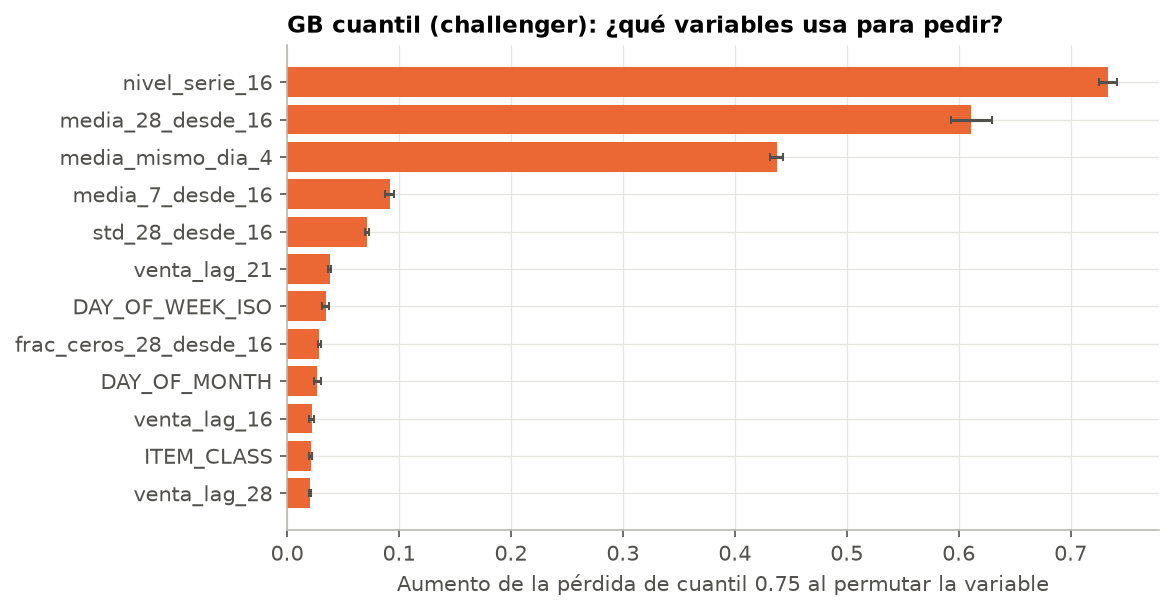 GB cuantil (challenger): ¿qué variables usa para pedir?
nivel_serie_16
media_28_desde_16
media_mismo_dia_4
media_7_desde_16
std_28_desde_16
venta_lag_21
DAY_OF_WEEK_ISO
frac_ceros_28_desde_16
DAY_OF_MONTH
venta_lag_16
ITEM_CLASS
venta_lag_28
0.0 0.1 0.2 0.3 0.4 0.5 0.6 0.7
Aumento de la pérdida de cuantil 0.75 al permutar la variable